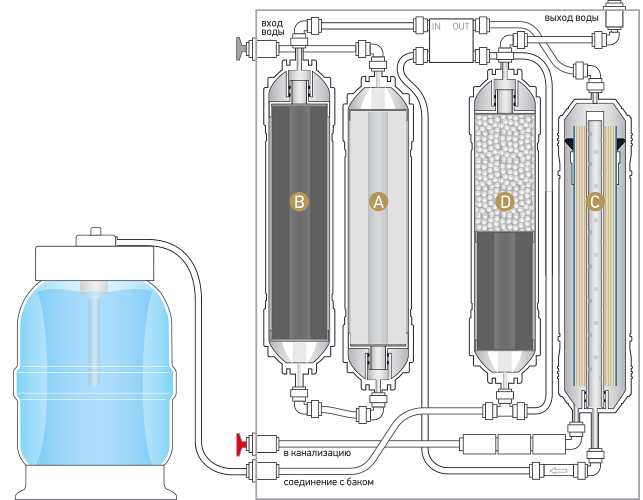 вход
воды
IN OUT
выход воды
B
A
D
C
в канализацию
соединение с баком